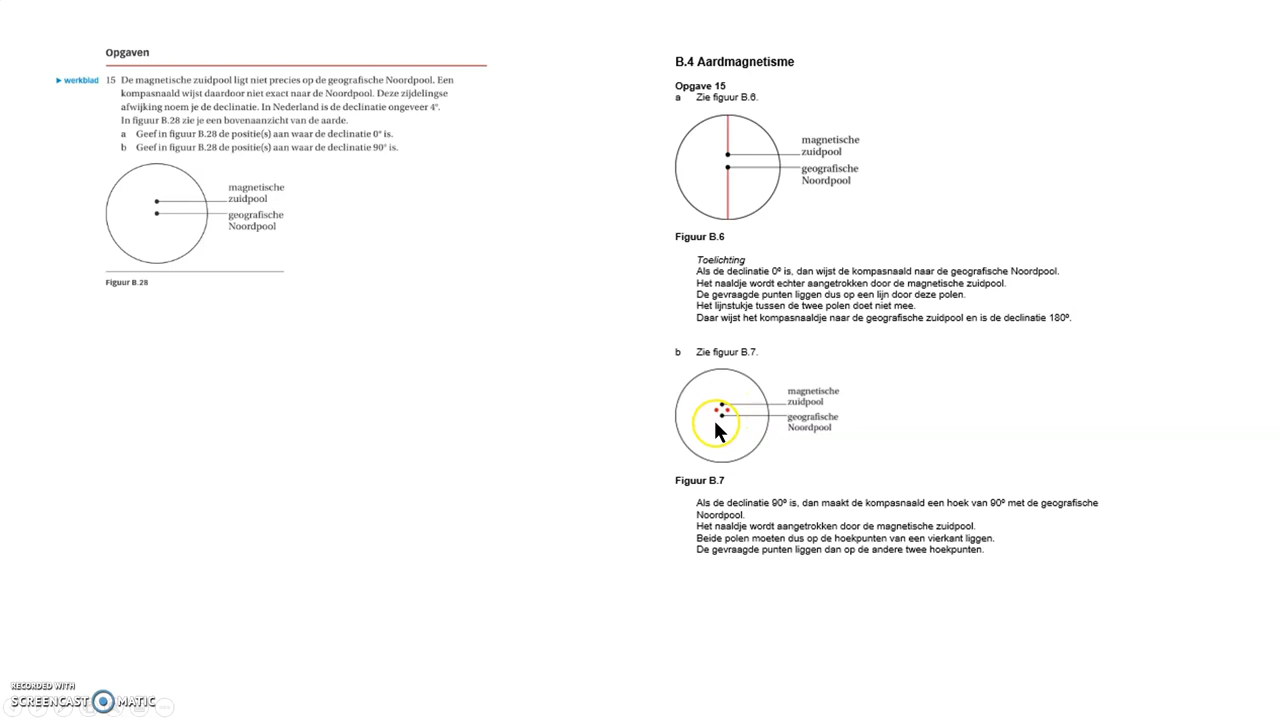 Opgaven
▶ werkblad 15 De magnetische zuidpool ligt niet precies op de geografische Noordpool. Een
kompasnaald wijst daardoor niet exact naar de Noordpool. Deze zijdelingse
afwijking noem je de declinatie. In Nederland is de declinatie ongeveer 4°.
In figuur B.28 zie je een bovenaanzicht van de aarde.
a Geef in figuur B.28 de positie(s) aan waar de declinatie 0° is.
b Geef in figuur B.28 de positie(s) aan waar de declinatie 90° is.
magnetische
zuidpool
geografische
Noordpool
Figuur B.28
B.4 Aardmagnetisme
Opgave 15
a Zie figuur B.6.
magnetische
zuidpool
geografische
Noordpool
Figuur B.6
Toelichting
Als de declinatie 0º is, dan wijst de kompasnaald naar de geografische Noordpool.
Het naaldje wordt echter aangetrokken door de magnetische zuidpool.
De gevraagde punten liggen dus op een lijn door deze polen.
Het lijnstukje tussen de twee polen doet niet mee.
Daar wijst het kompasnaaldje naar de geografische zuidpool en is de declinatie 180º.
b Zie figuur B.7.
magnetische
zuidpool
geografische
Noordpool
Figuur B.7
Als de declinatie 90º is, dan maakt de kompasnaald een hoek van 90º met de geografische
Noordpool.
Het naaldje wordt aangetrokken door de magnetische zuidpool.
Beide polen moeten dus op de hoekpunten van een vierkant liggen.
De gevraagde punten liggen dan op de andere twee hoekpunten.
RECORDED WITH
SCREENCAST MATIC